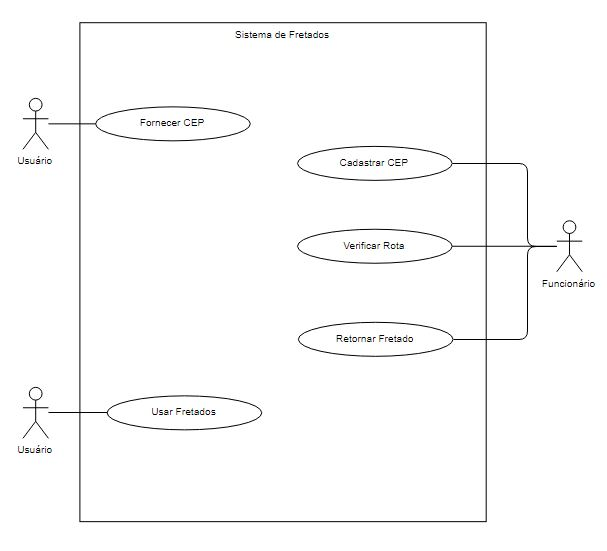 Sistema de Fretados
Fornecer CEP
Usuário
Cadastrar CEP
Verificar Rota
Funcionário
Retornar Fretado
Usar Fretados
Usuário